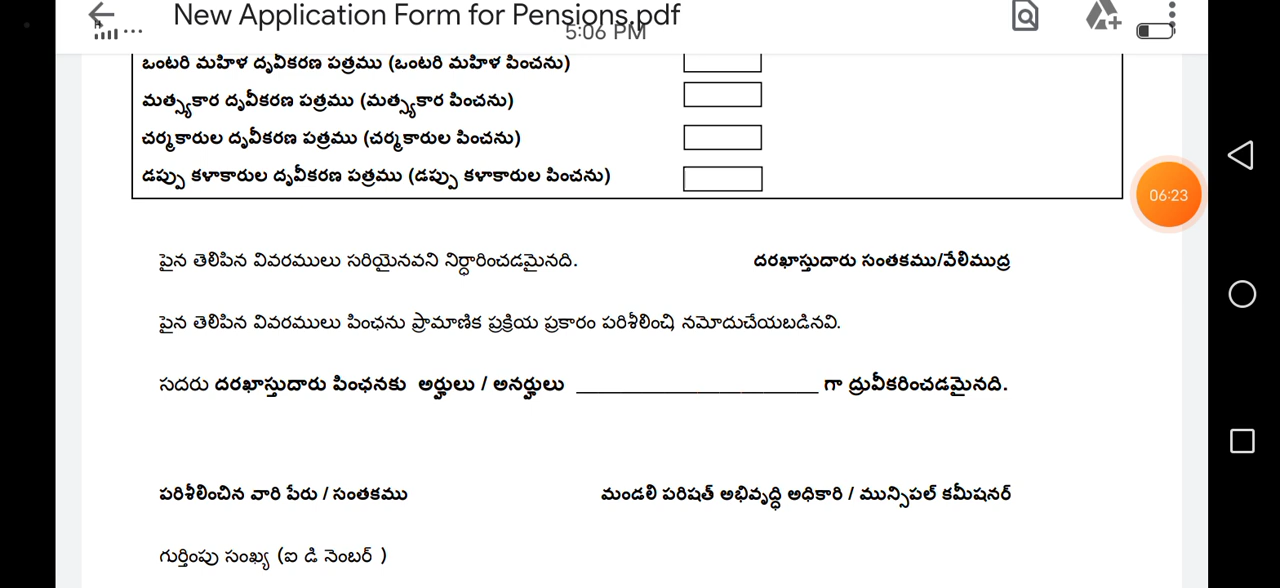 New Application Form for Pensions.pdf
5:06 PM
ఒంటరి మహిళ దృవీకరణ పత్రము (ఒంటరి మహిళ పించను)
మత్స్యకార దృవీకరణ పత్రము (మత్స్యకార పించను)
చర్మకారుల దృవీకరణ పత్రము (చర్మకారుల పించను)
డప్పు కళాకారుల దృవీకరణ పత్రము (డప్పు కళాకారుల పించను)
06:23
పైన తెలిపిన వివరములు సరియైనవని నిర్ధారించడమైనది. దరఖాస్తుదారు సంతకము/వేలిముద్ర
పైన తెలిపిన వివరములు పింఛను ప్రామాణిక ప్రక్రియ ప్రకారం పరిశీలించి నమోదుచేయబడినవి.
సదరు దరఖాస్తుదారు పింఛనకు అర్హులు / అనర్హులు ______________________ గా ద్రువీకరించడమైనది.
పరిశీలించిన వారి పేరు / సంతకము మండలి పరిషత్ అభివృద్ధి అధికారి / మున్సిపల్ కమీషనర్
గుర్తింపు సంఖ్య (ఐ డి నెంబర్ )